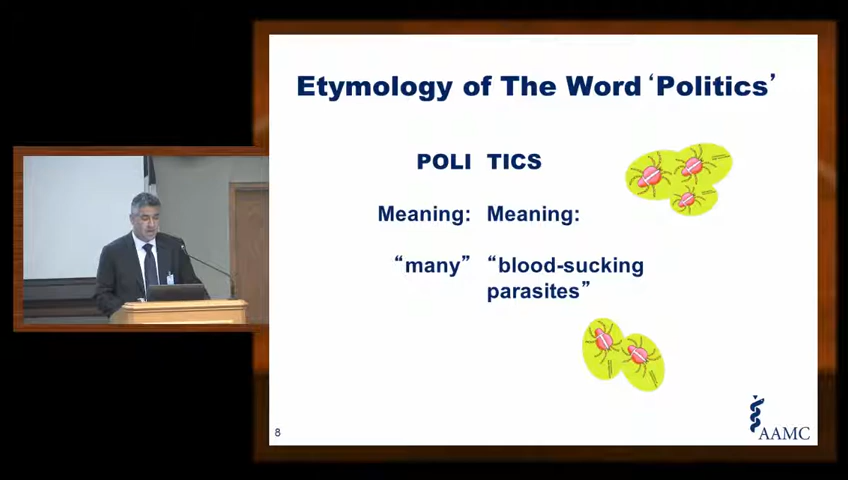 Etymology of The Word ‘Politics’
POLI TICS
Meaning: Meaning:
“many” “blood-sucking
parasites”
8
AAMC